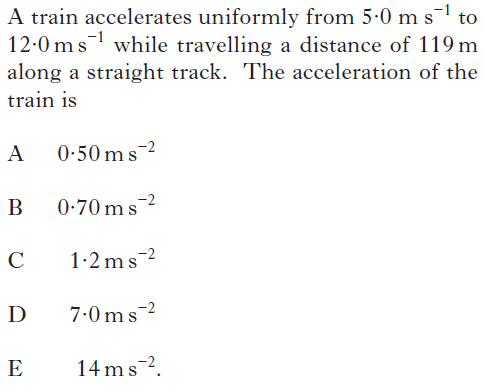 A train accelerates uniformly from 5·0 m s⁻¹ to
12·0 m s⁻¹ while travelling a distance of 119 m
along a straight track. The acceleration of the
train is
A 0·50 m s⁻²
B 0·70 m s⁻²
C 1·2 m s⁻²
D 7·0 m s⁻²
E 14 m s⁻².